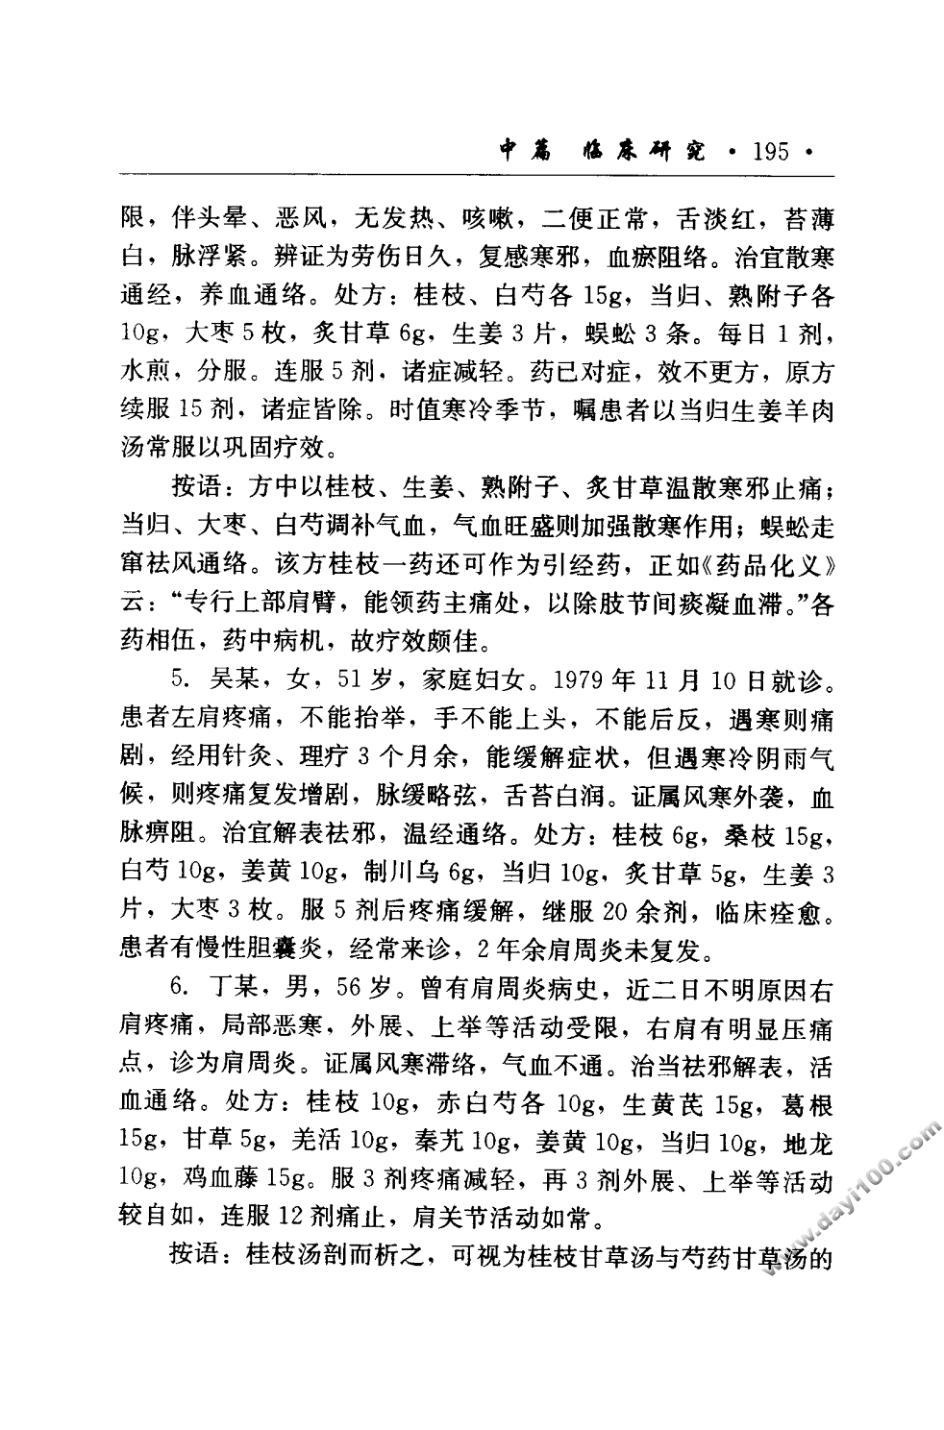 中篇 临床研究 · 195 ·
限，伴头晕、恶风，无发热、咳嗽，二便正常，舌淡红，苔薄
白，脉浮紧。辨证为劳伤日久，复感寒邪，血瘀阻络。治宜散寒
通经，养血通络。处方：桂枝、白芍各 15g，当归、熟附子各
10g，大枣 5 枚，炙甘草 6g，生姜 3 片，蜈蚣 3 条。每日 1 剂，
水煎，分服。连服 5 剂，诸症减轻。药已对症，效不更方，原方
续服 15 剂，诸症皆除。时值寒冷季节，嘱患者以当归生姜羊肉
汤常服以巩固疗效。
按语：方中以桂枝、生姜、熟附子、炙甘草温散寒邪止痛；
当归、大枣、白芍调补气血，气血旺盛则加强散寒作用；蜈蚣走
窜祛风通络。该方桂枝一药还可作为引经药，正如《药品化义》
云：“专行上部肩臂，能领药主痛处，以除肢节间痰凝血滞。”各
药相伍，药中病机，故疗效颇佳。
5. 吴某，女，51 岁，家庭妇女。1979 年 11 月 10 日就诊。
患者左肩疼痛，不能抬举，手不能上头，不能后反，遇寒则痛
剧，经用针灸、理疗 3 个月余，能缓解症状，但遇寒冷阴雨气
候，则疼痛复发增剧，脉缓略弦，舌苔白润。证属风寒外袭，血
脉痹阻。治宜解表祛邪，温经通络。处方：桂枝 6g，桑枝 15g，
白芍 10g，姜黄 10g，制川乌 6g，当归 10g，炙甘草 5g，生姜 3
片，大枣 3 枚。服 5 剂后疼痛缓解，继服 20 余剂，临床痊愈。
患者有慢性胆囊炎，经常来诊，2 年余肩周炎未复发。
6. 丁某，男，56 岁。曾有肩周炎病史，近二日不明原因右
肩疼痛，局部恶寒，外展、上举等活动受限，右肩有明显压痛
点，诊为肩周炎。证属风寒滞络，气血不通。治当祛邪解表，活
血通络。处方：桂枝 10g，赤白芍各 10g，生黄芪 15g，葛根
15g，甘草 5g，羌活 10g，秦艽 10g，姜黄 10g，当归 10g，地龙
10g，鸡血藤 15g。服 3 剂疼痛减轻，再 3 剂外展、上举等活动
较自如，连服 12 剂痛止，肩关节活动如常。
按语：桂枝汤剖而析之，可视为桂枝甘草汤与芍药甘草汤的
www.dayi100.com